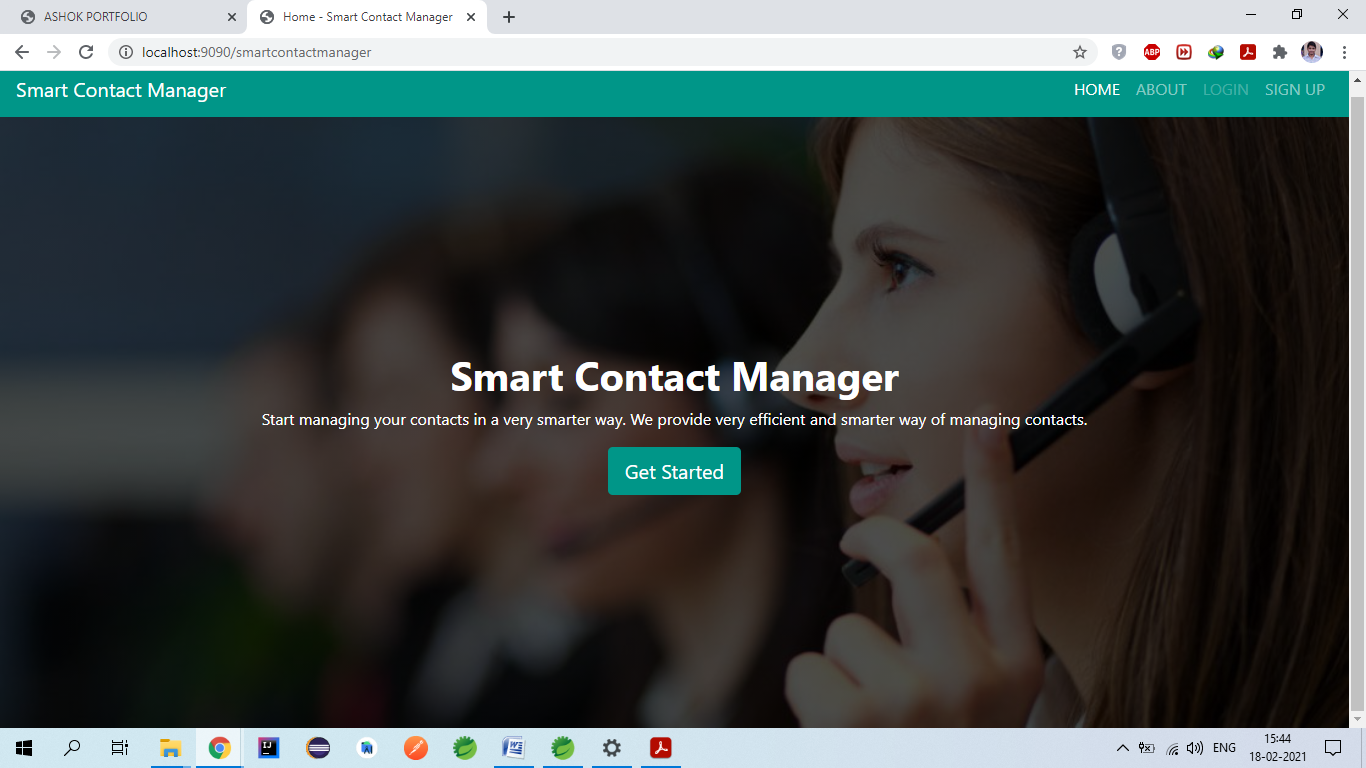 ASHOK PORTFOLIO
Home - Smart Contact Manager
localhost:9090/smartcontactmanager
ABP
Smart Contact Manager
HOME ABOUT LOGIN SIGN UP
Smart Contact Manager
Start managing your contacts in a very smarter way. We provide very efficient and smarter way of managing contacts.
Get Started
ENG
15:44
18-02-2021